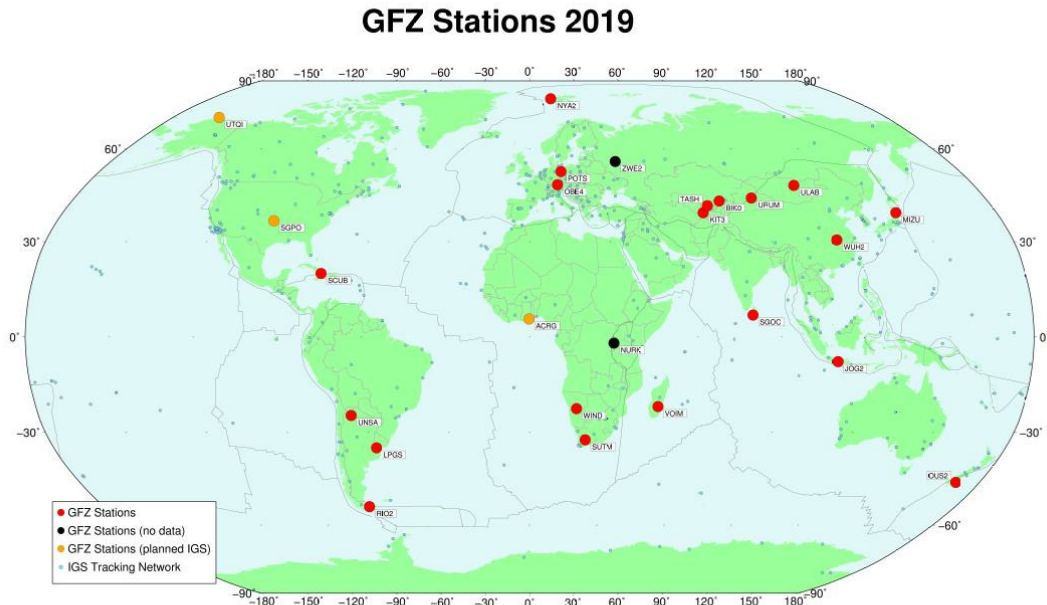 GFZ Stations 2019
−180° −150° −120° −90° −60° −30° 0° 30° 60° 90° 120° 150° 180°
90° 90°
NYA2
UTQI
60° 60°
ZWE2
POTS
OBE4
ULAB
TASH
BIK0
URUM
KIT3
MIZU
SGPO
WUH2
30° 30°
SCUB
ACRG
SGOC
0° 0°
NURK
JOG2
WIND
VOIM
UNSA
−30° −30°
SUTM
LPGS
OUS2
RIO2
GFZ Stations
GFZ Stations (no data)
GFZ Stations (planned IGS)
IGS Tracking Network
−60°
−90° −90°
−180° −150° −120° −90° −60° −30° 0° 30° 60° 90° 120° 150° 180°